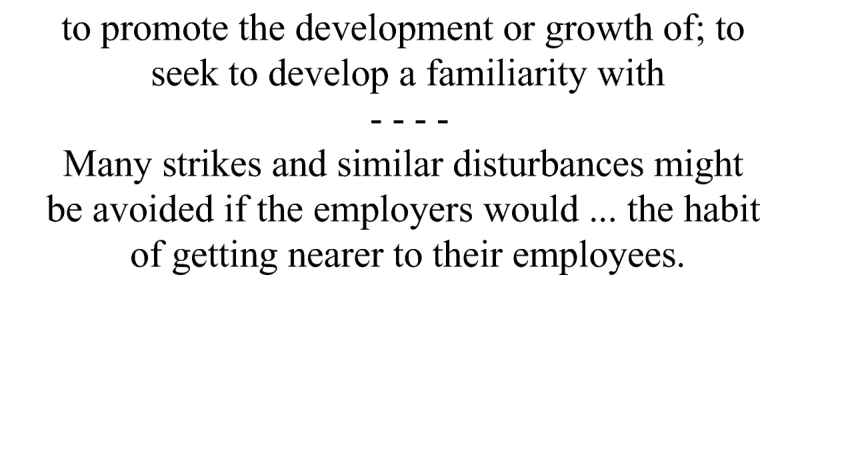 to promote the development or growth of; to
seek to develop a familiarity with
- - - -
Many strikes and similar disturbances might
be avoided if the employers would ... the habit
of getting nearer to their employees.